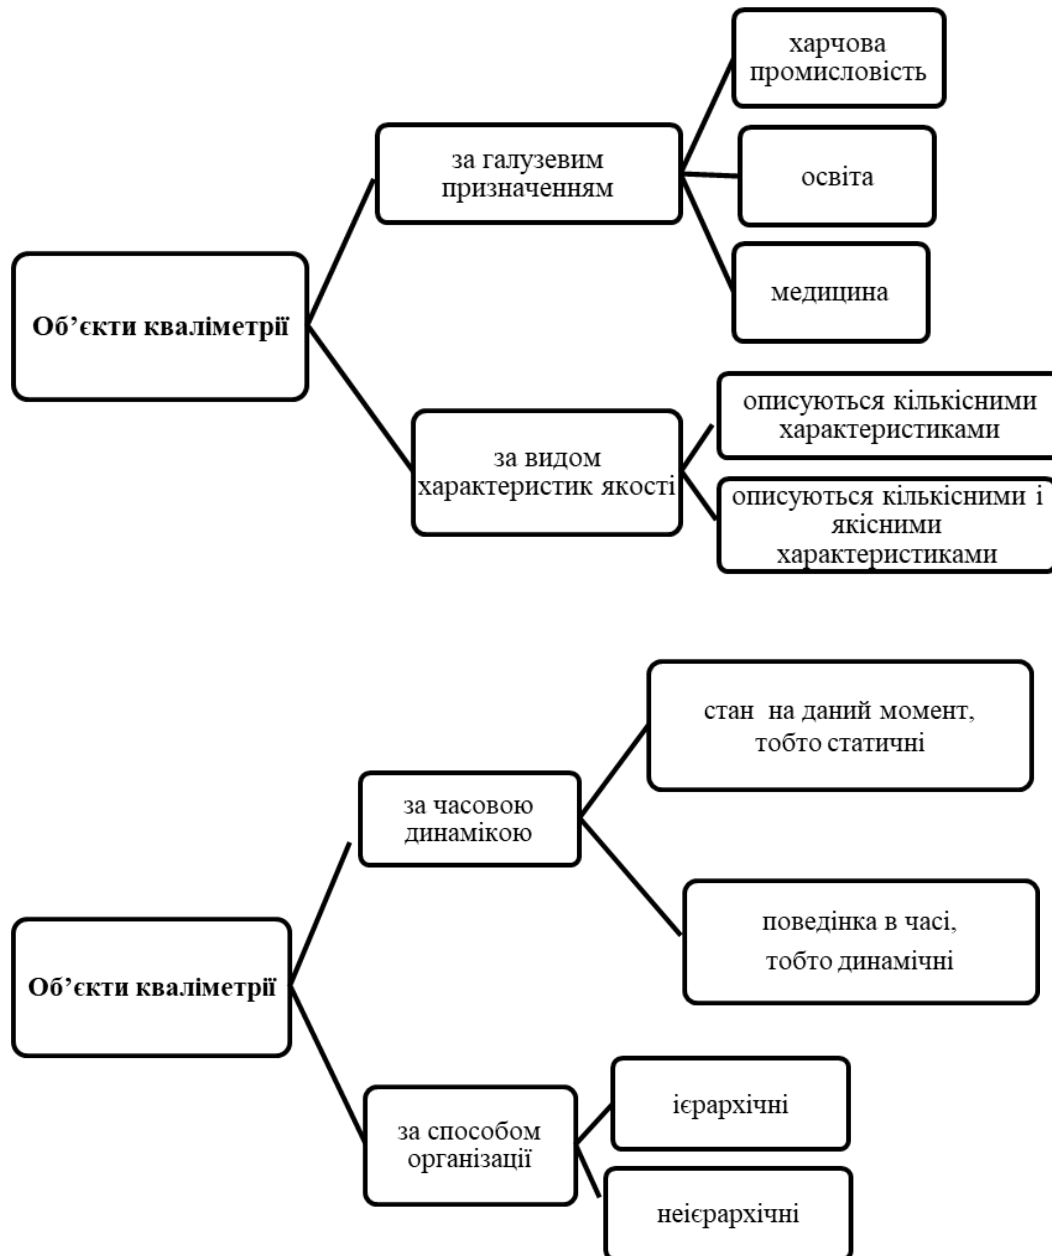 Об’єкти кваліметрії
за галузевим
призначенням
харчова
промисловість
освіта
медицина
за видом
характеристик якості
описуються кількісними
характеристиками
описуються кількісними і
якісними
характеристиками
Об’єкти кваліметрії
за часовою
динамікою
стан на даний момент,
тобто статичні
поведінка в часі,
тобто динамічні
за способом
організації
ієрархічні
неієрархічні